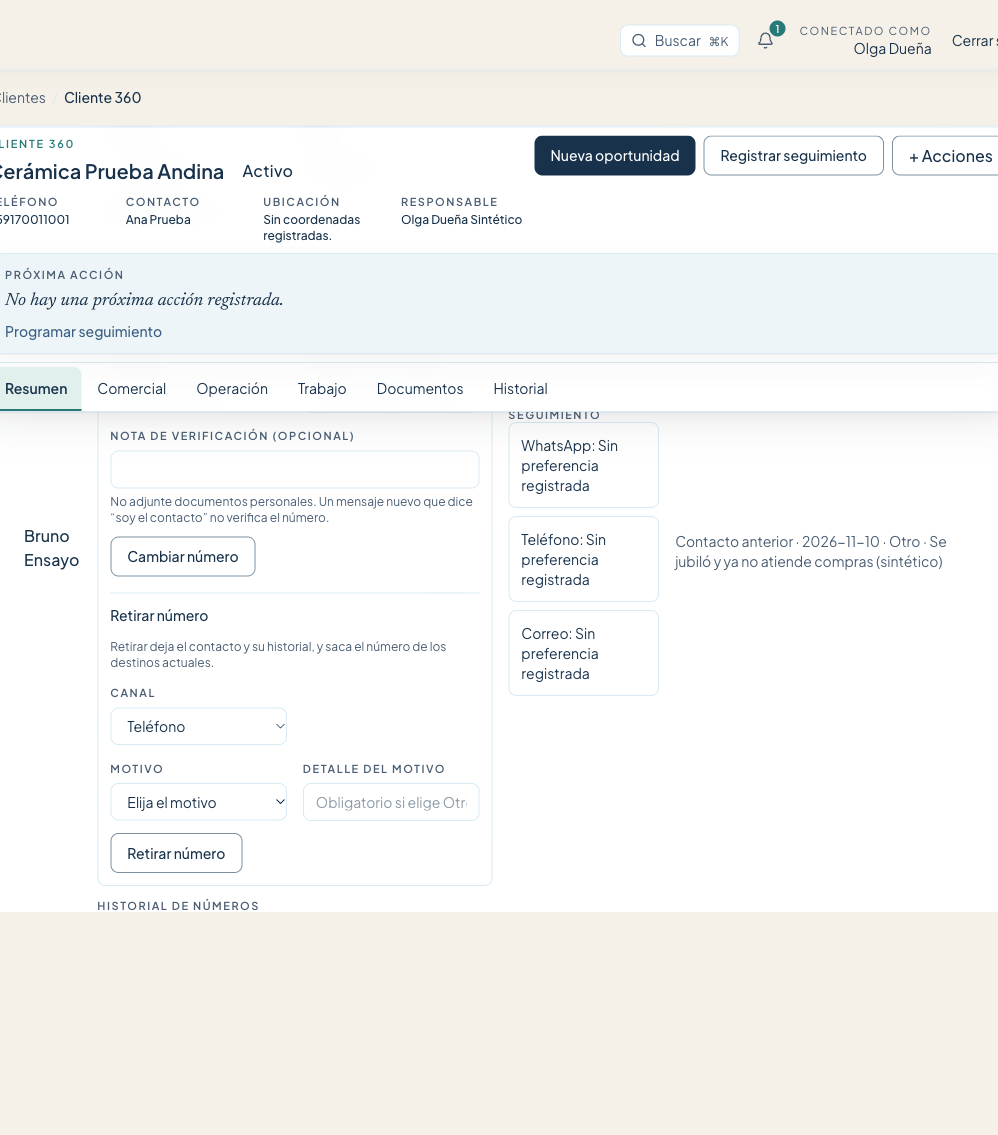 Buscar ⌘K
1
CONECTADO COMO
Olga Dueña
Cerrar s
Clientes / Cliente 360
CLIENTE 360
Cerámica Prueba Andina
Activo
Nueva oportunidad
Registrar seguimiento
+ Acciones
TELÉFONO
59170011001
CONTACTO
Ana Prueba
UBICACIÓN
Sin coordenadas
registradas.
RESPONSABLE
Olga Dueña Sintético
PRÓXIMA ACCIÓN
No hay una próxima acción registrada.
Programar seguimiento
Resumen
Comercial
Operación
Trabajo
Documentos
Historial
Bruno
Ensayo
NOTA DE VERIFICACIÓN (OPCIONAL)
No adjunte documentos personales. Un mensaje nuevo que dice
“soy el contacto” no verifica el número.
Cambiar número
Retirar número
Retirar deja el contacto y su historial, y saca el número de los
destinos actuales.
CANAL
Teléfono
MOTIVO
Elija el motivo
DETALLE DEL MOTIVO
Obligatorio si elige Otr
Retirar número
HISTORIAL DE NÚMEROS
SEGUIMIENTO
WhatsApp: Sin
preferencia
registrada
Teléfono: Sin
preferencia
registrada
Correo: Sin
preferencia
registrada
Contacto anterior · 2026-11-10 · Otro · Se
jubiló y ya no atiende compras (sintético)